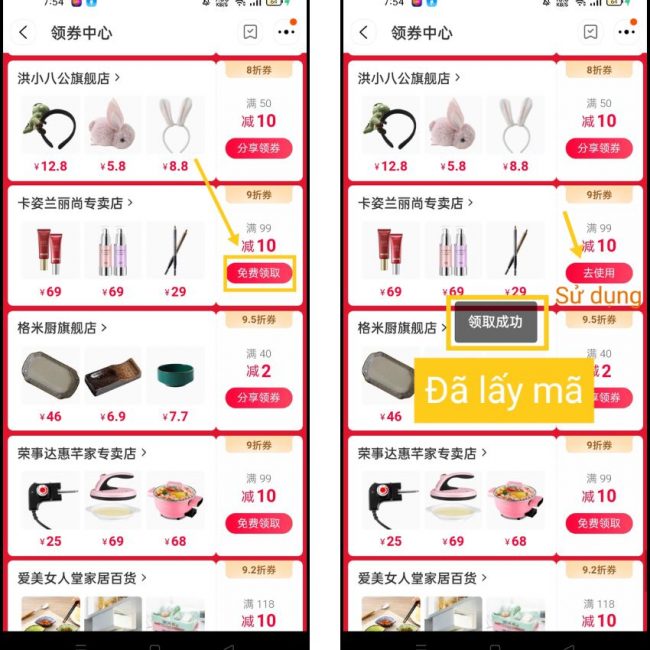 7:54
64
领券中心
洪小八公旗舰店
¥12.8
¥5.8
¥8.8
8折券
满 50
减10
分享领券
卡姿兰丽尚专卖店
¥69
¥69
¥29
9折券
满 99
减10
免费领取
格米厨旗舰店
¥46
¥6.9
¥7.7
9.5折券
满 40
减2
分享领券
荣事达惠芊家专卖店
¥25
¥69
¥68
9折券
满 99
减10
免费领取
爱美女人堂家居百货
9.2折券
满 118
减10
7:54
64
领券中心
洪小八公旗舰店
¥12.8
¥5.8
¥8.8
8折券
满 50
减10
分享领券
卡姿兰丽尚专卖店
¥69
¥69
¥29
9折券
满 99
减10
去使用
Sử dụng
领取成功
Đã lấy mã
格米厨旗舰店
¥46
9.5折券
满 40
减2
分享领券
荣事达惠芊家专卖店
¥25
¥69
¥68
9折券
满 99
减10
免费领取
爱美女人堂家居百货
9.2折券
满 118
减10